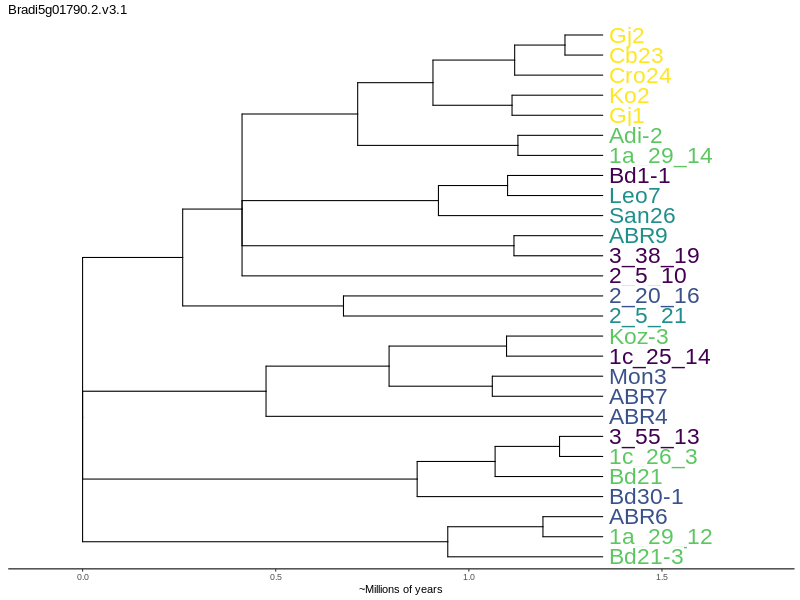 Bradi5g01790.2.v3.1
Gj2
Cb23
Cro24
Ko2
Gj1
Adi-2
1a_29_14
Bd1-1
Leo7
San26
ABR9
3_38_19
2_5_10
2_20_16
2_5_21
Koz-3
1c_25_14
Mon3
ABR7
ABR4
3_55_13
1c_26_3
Bd21
Bd30-1
ABR6
1a_29_12
Bd21-3
0.0 0.5 1.0 1.5
~Millions of years